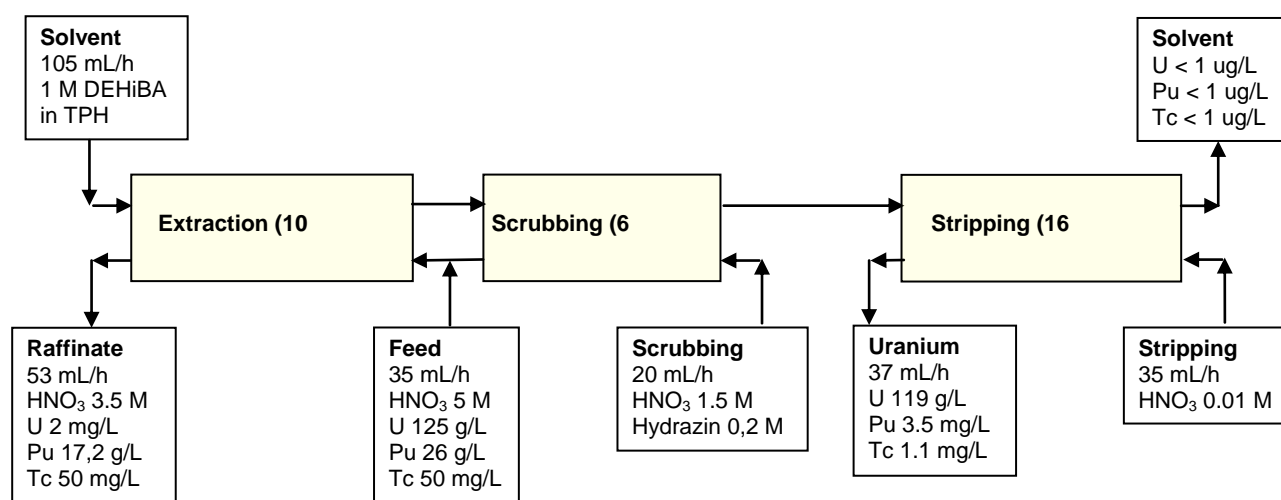 Solvent
105 mL/h
1 M DEHiBA
in TPH
Solvent
U < 1 ug/L
Pu < 1 ug/L
Tc < 1 ug/L
Extraction (10
Scrubbing (6
Stripping (16
Raffinate
53 mL/h
HNO₃ 3.5 M
U 2 mg/L
Pu 17,2 g/L
Tc 50 mg/L
Feed
35 mL/h
HNO₃ 5 M
U 125 g/L
Pu 26 g/L
Tc 50 mg/L
Scrubbing
20 mL/h
HNO₃ 1.5 M
Hydrazin 0,2 M
Uranium
37 mL/h
U 119 g/L
Pu 3.5 mg/L
Tc 1.1 mg/L
Stripping
35 mL/h
HNO₃ 0.01 M